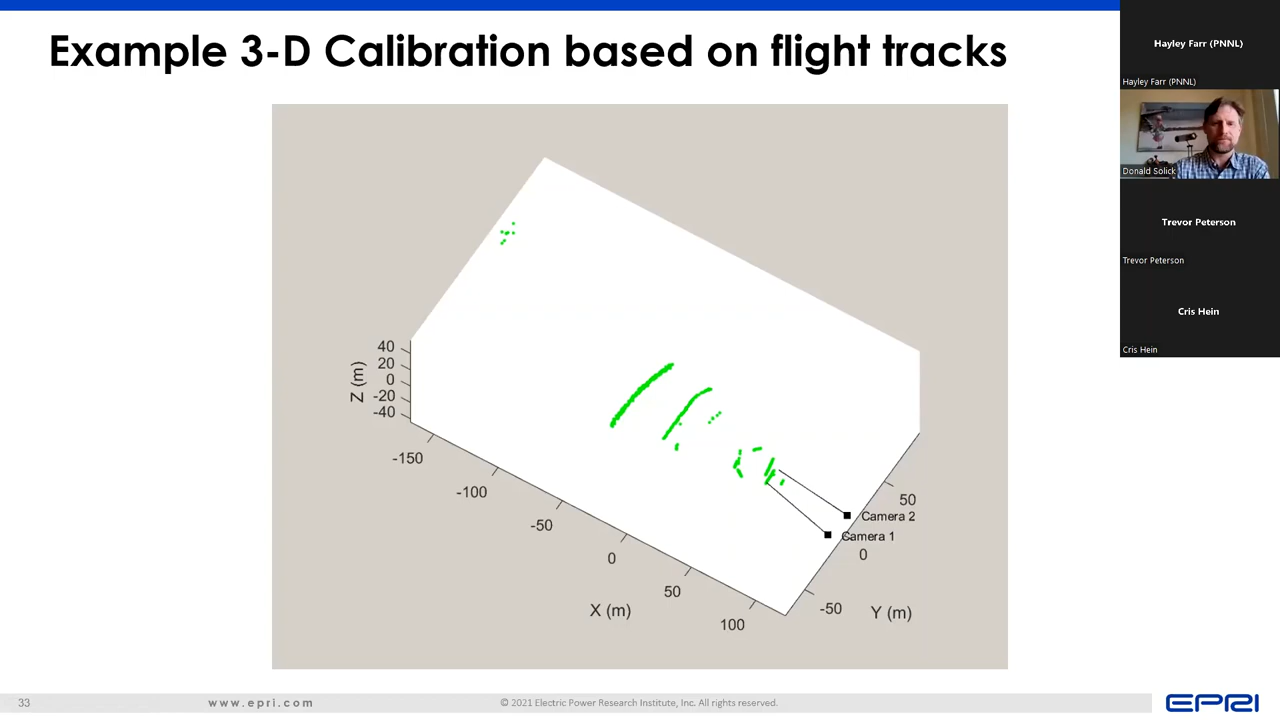 Example 3-D Calibration based on flight tracks
Hayley Farr (PNNL)
Hayley Farr (PNNL)
Donald Solick
Trevor Peterson
Trevor Peterson
Cris Hein
Cris Hein
40
20
0
-20
-40
Z (m)
-150
-100
-50
0
50
100
X (m)
50
0
-50
Y (m)
Camera 2
Camera 1
33
www.epri.com
© 2021 Electric Power Research Institute, Inc. All rights reserved.
EPRI